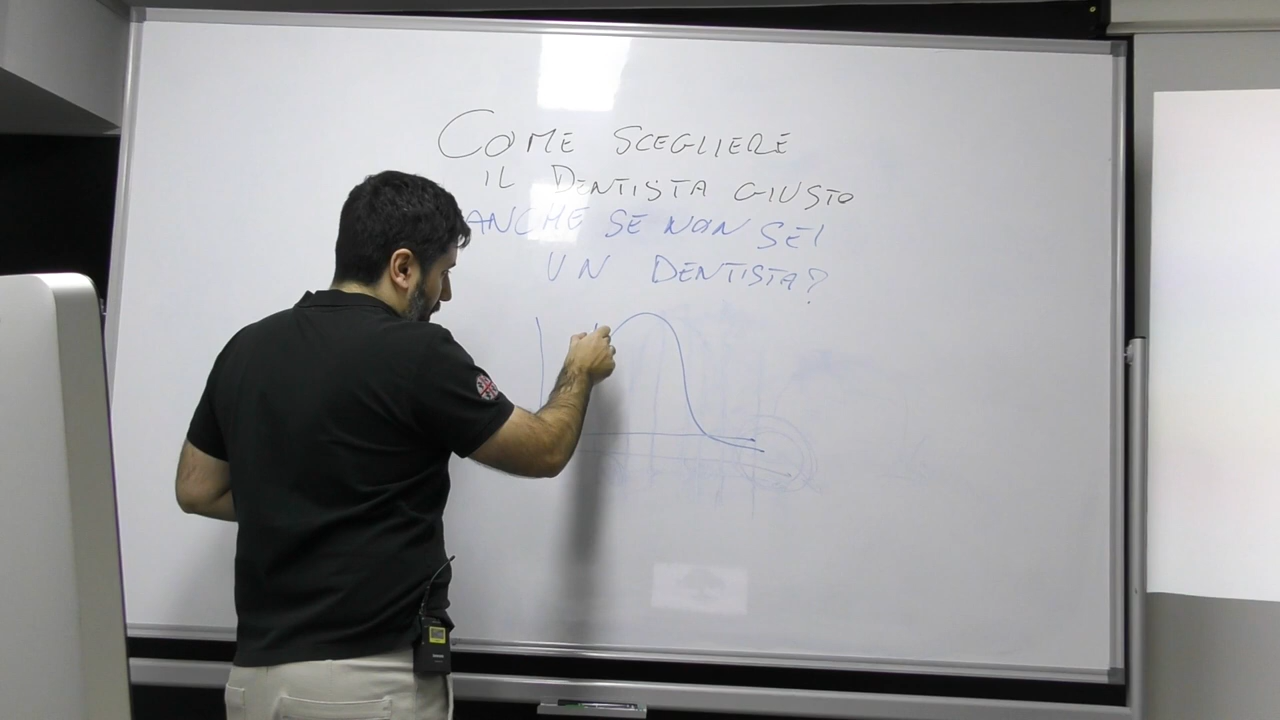 COME SCEGLIERE
IL DENTISTA GIUSTO
ANCHE SE NON SEI
UN DENTISTA?